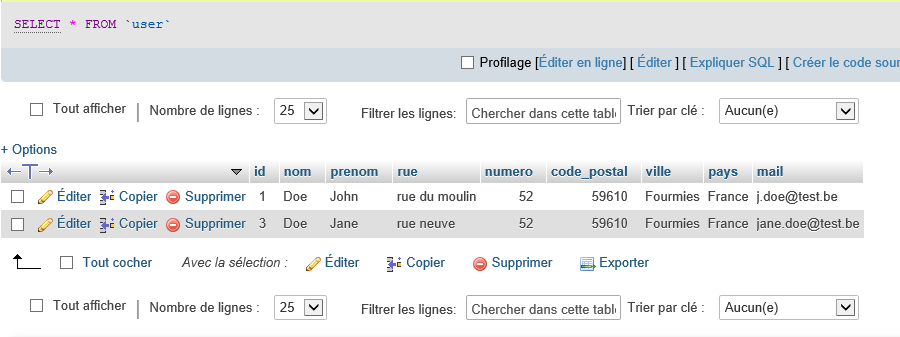 SELECT * FROM `user`
Profilage [Éditer en ligne] [ Éditer ] [ Expliquer SQL ] [ Créer le code sour
Tout afficher | Nombre de lignes : 25 Filtrer les lignes: Chercher dans cette table Trier par clé : Aucun(e)
+ Options
id nom prenom rue numero code_postal ville pays mail
Éditer Copier Supprimer 1 Doe John rue du moulin 52 59610 Fourmies France j.doe@test.be
Éditer Copier Supprimer 3 Doe Jane rue neuve 52 59610 Fourmies France jane.doe@test.be
Tout cocher Avec la sélection : Éditer Copier Supprimer Exporter
Tout afficher | Nombre de lignes : 25 Filtrer les lignes: Chercher dans cette table Trier par clé : Aucun(e)